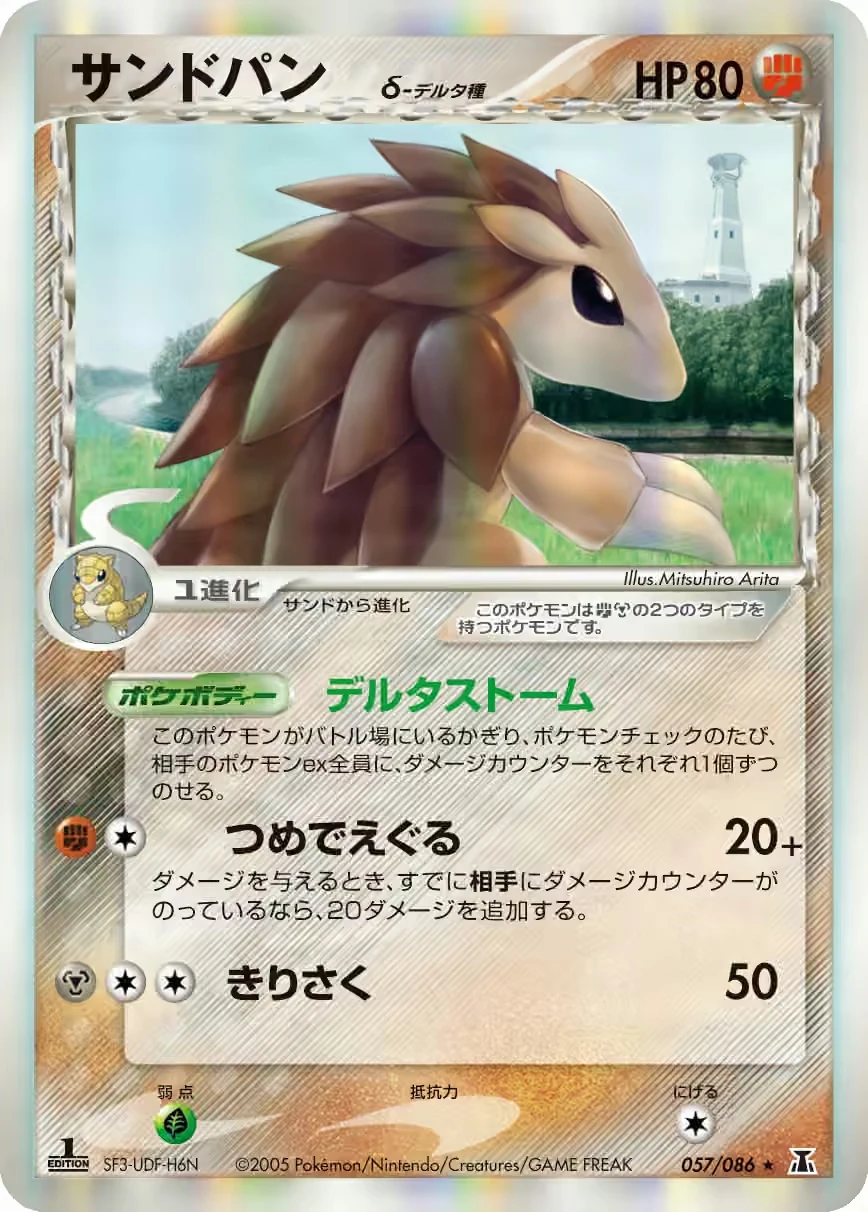 サンドパン δ-デルタ種 HP80
Illus.Mitsuhiro Arita
1進化 サンドから進化
このポケモンはの2つのタイプを
持つポケモンです。
ポケボディー デルタストーム
このポケモンがバトル場にいるかぎり、ポケモンチェックのたび、
相手のポケモンex全員に、ダメージカウンターをそれぞれ1個ずつ
のせる。
つめでえぐる 20+
ダメージを与えるとき、すでに相手にダメージカウンターが
のっているなら、20ダメージを追加する。
きりさく 50
弱点 抵抗力 にげる
1 EDITION SF3-UDF-H6N ©2005 Pokémon/Nintendo/Creatures/GAME FREAK 057/086 ★